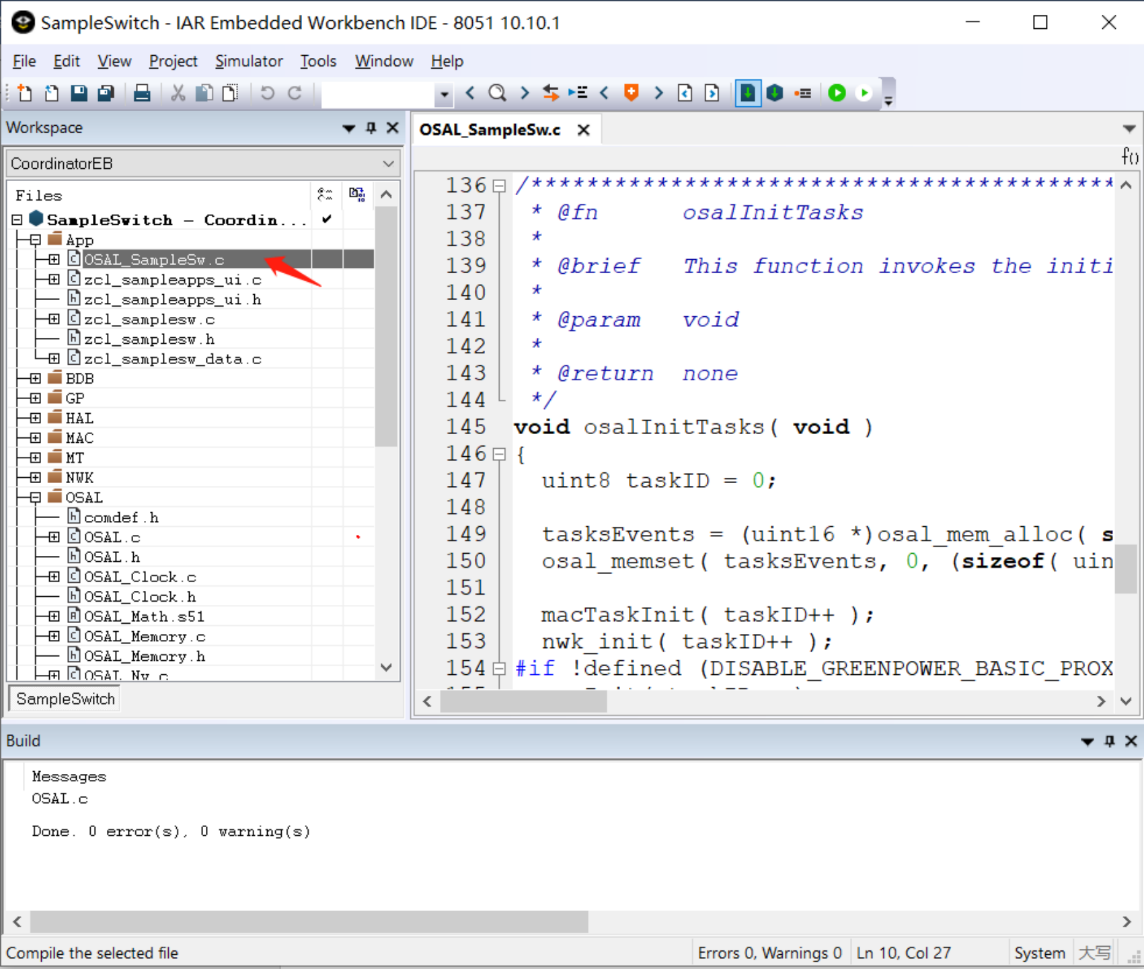 SampleSwitch - IAR Embedded Workbench IDE - 8051 10.10.1
File Edit View Project Simulator Tools Window Help
Workspace
CoordinatorEB
Files
SampleSwitch - Coordin...
App
OSAL_SampleSw.c
zcl_sampleapps_ui.c
zcl_sampleapps_ui.h
zcl_samplesw.c
zcl_samplesw.h
zcl_samplesw_data.c
BDB
GP
HAL
MAC
MT
NWK
OSAL
comdef.h
OSAL.c
OSAL.h
OSAL_Clock.c
OSAL_Clock.h
OSAL_Math.s51
OSAL_Memory.c
OSAL_Memory.h
OSAL_Nv.c
SampleSwitch
OSAL_SampleSw.c
f()
136 /******************************************
137 * @fn osalInitTasks
138 *
139 * @brief This function invokes the initi
140 *
141 * @param void
142 *
143 * @return none
144 */
145 void osalInitTasks( void )
146 {
147 uint8 taskID = 0;
148
149 tasksEvents = (uint16 *)osal_mem_alloc( s
150 osal_memset( tasksEvents, 0, (sizeof( uin
151
152 macTaskInit( taskID++ );
153 nwk_init( taskID++ );
154 #if !defined (DISABLE_GREENPOWER_BASIC_PROX
Build
Messages
OSAL.c
Done. 0 error(s), 0 warning(s)
Compile the selected file
Errors 0, Warnings 0
Ln 10, Col 27
System
大写